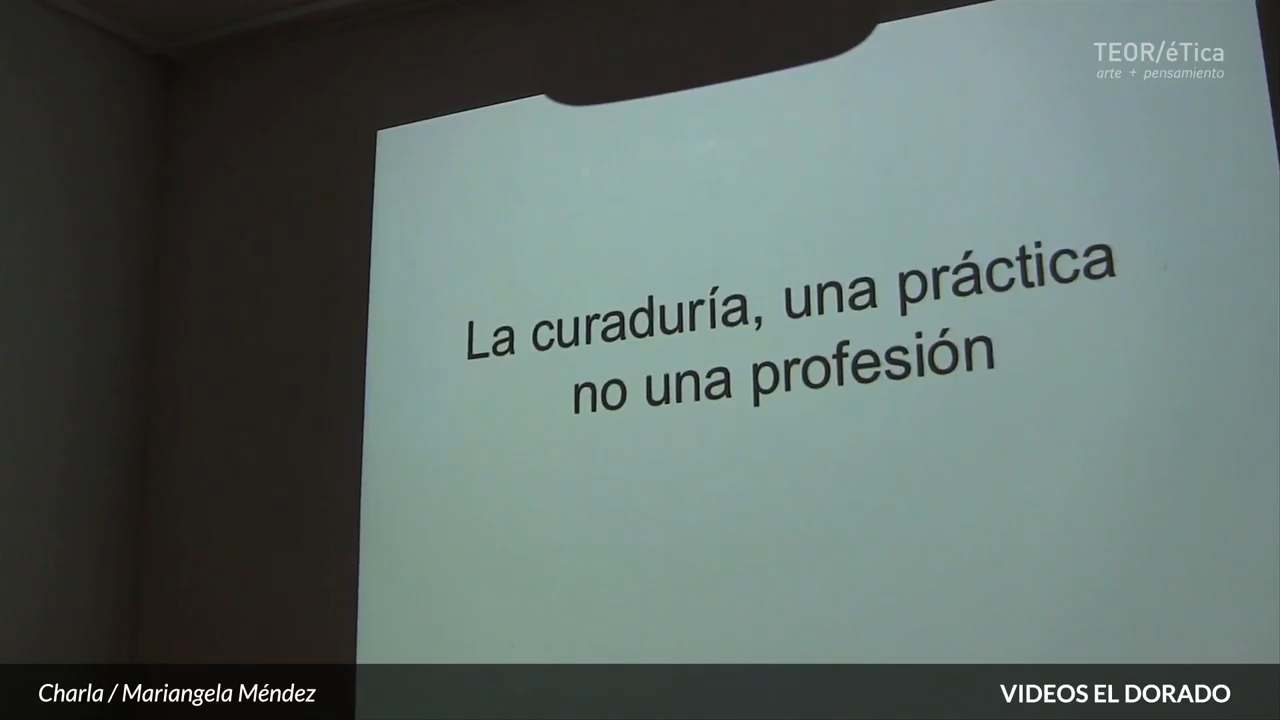 TEOR/éTica
arte + pensamiento
La curaduría, una práctica
no una profesión
Charla / Mariangela Méndez
VIDEOS EL DORADO